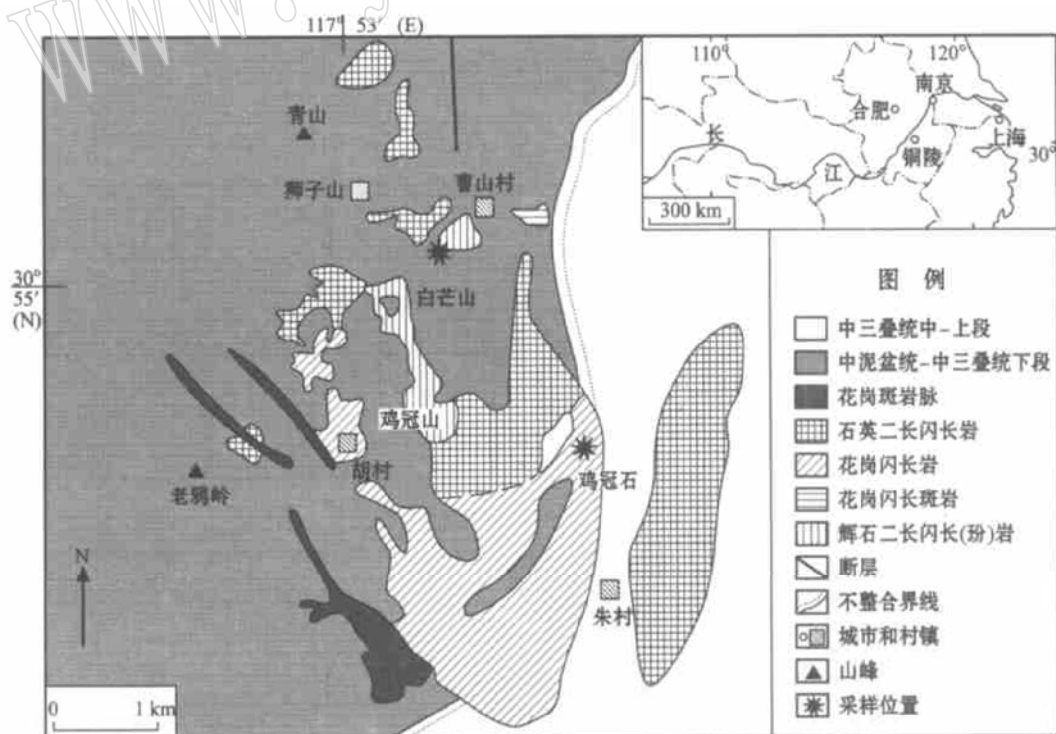 117° 53′ (E)
青山
狮子山
曹山村
30°
55′
(N)
白芒山
鸡冠山
胡村
老鸦岭
鸡冠石
朱村
N
0 1 km
110° 120°
南京
合肥
上海
长
铜陵
30°
江
300 km
图 例
中三叠统中-上段
中泥盆统-中三叠统下段
花岗斑岩脉
石英二长闪长岩
花岗闪长岩
花岗闪长斑岩
辉石二长闪长(玢)岩
断层
不整合界线
城市和村镇
山峰
采样位置